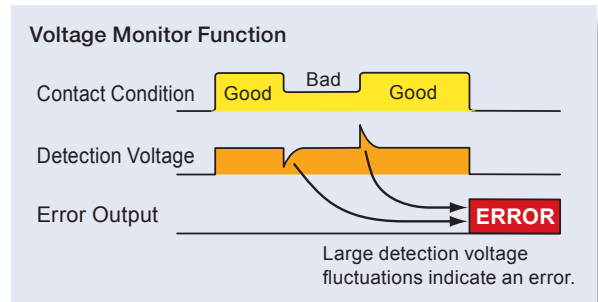 Voltage Monitor Function
Contact Condition
Good
Bad
Good
Detection Voltage
Error Output
ERROR
Large detection voltage
fluctuations indicate an error.